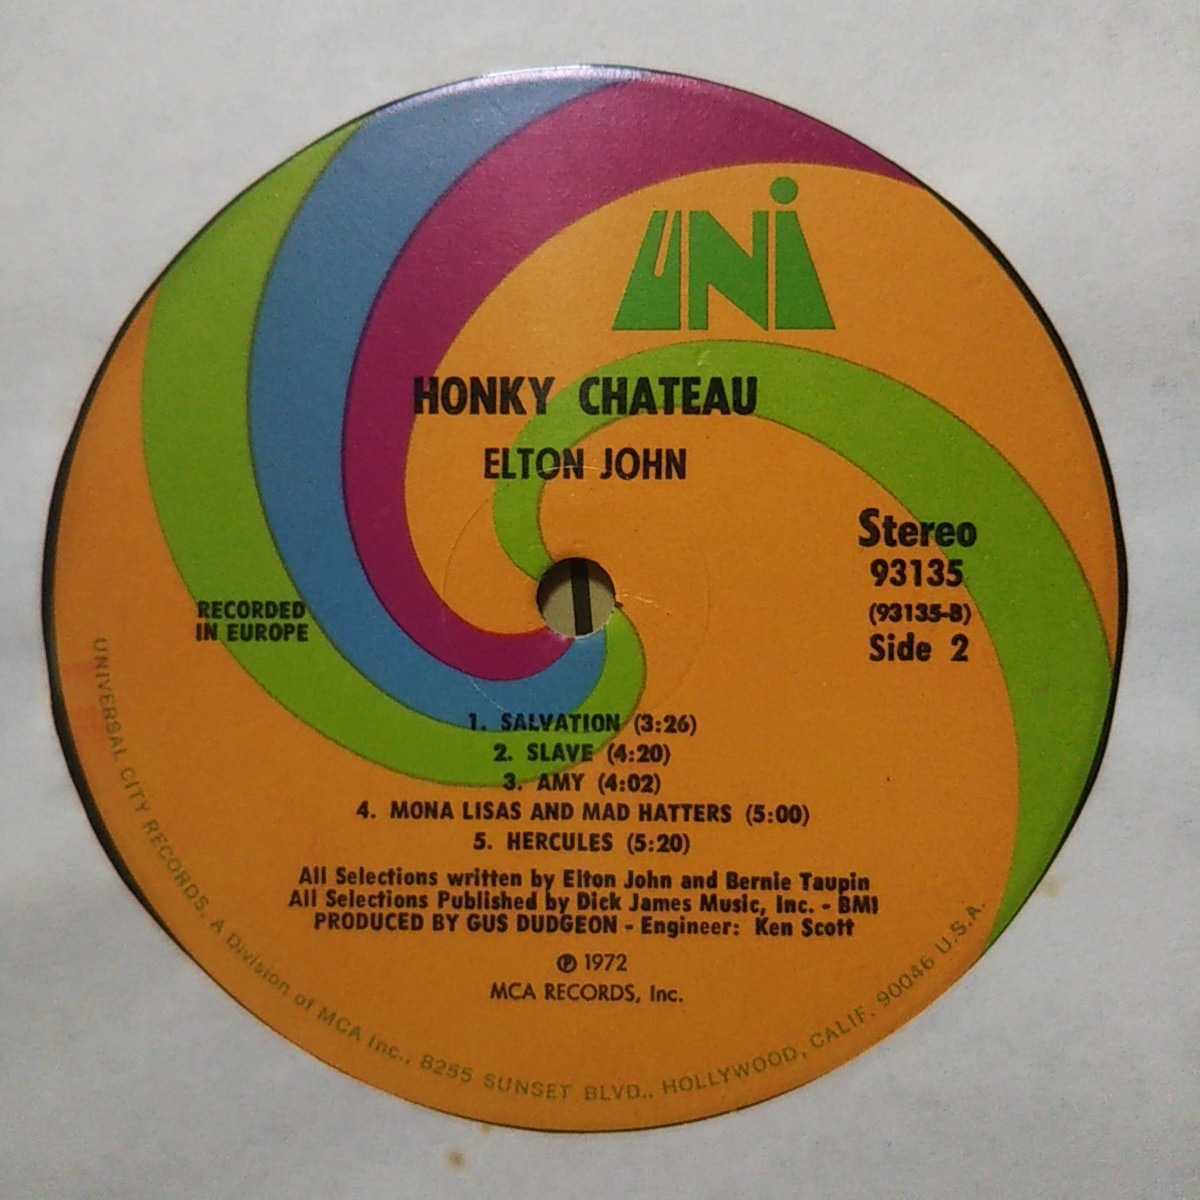 UNI
HONKY CHATEAU
ELTON JOHN
Stereo
93135
(93135-B)
Side 2
RECORDED
IN EUROPE
1. SALVATION (3:26)
2. SLAVE (4:20)
3. AMY (4:02)
4. MONA LISAS AND MAD HATTERS (5:00)
5. HERCULES (5:20)
All Selections written by Elton John and Bernie Taupin
All Selections Published by Dick James Music, Inc. - BMI
PRODUCED BY GUS DUDGEON - Engineer: Ken Scott
℗ 1972
MCA RECORDS, Inc.
UNIVERSAL CITY RECORDS, A Division of MCA Inc., 8255 SUNSET BLVD., HOLLYWOOD, CALIF. 90046 U.S.A.